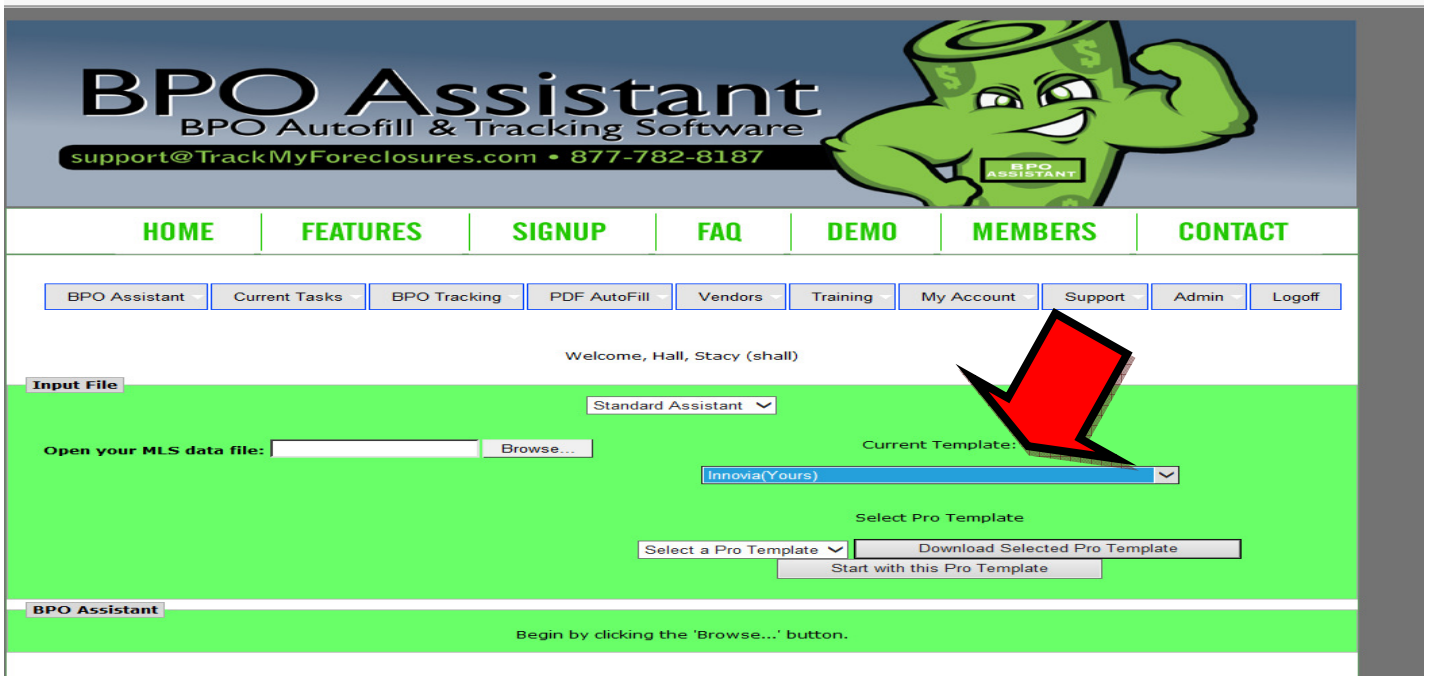 BPO Assistant
BPO Autofill & Tracking Software
support@TrackMyForeclosures.com • 877-782-8187
BPO
ASSISTANT
HOME FEATURES SIGNUP FAQ DEMO MEMBERS CONTACT
BPO Assistant Current Tasks BPO Tracking PDF AutoFill Vendors Training My Account Support Admin Logoff
Welcome, Hall, Stacy (shall)
Input File
Standard Assistant
Open your MLS data file: Browse...
Current Template:
Innovia(Yours)
Select Pro Template
Select a Pro Template Download Selected Pro Template
Start with this Pro Template
BPO Assistant
Begin by clicking the 'Browse...' button.